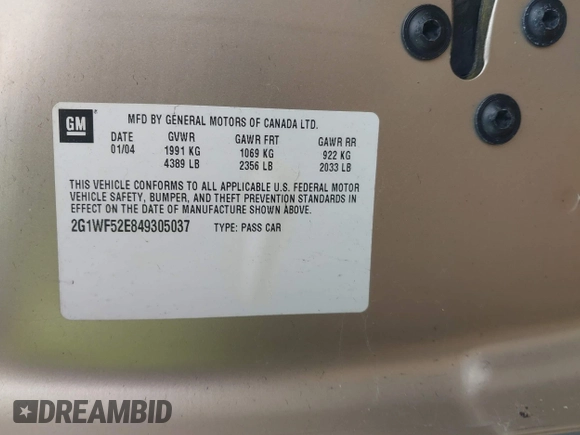 GM
MFD BY GENERAL MOTORS OF CANADA LTD.
DATE GVWR GAWR FRT GAWR RR
01/04 1991 KG 1069 KG 922 KG
4389 LB 2356 LB 2033 LB
THIS VEHICLE CONFORMS TO ALL APPLICABLE U.S. FEDERAL MOTOR
VEHICLE SAFETY, BUMPER, AND THEFT PREVENTION STANDARDS IN
EFFECT ON THE DATE OF MANUFACTURE SHOWN ABOVE.
2G1WF52E849305037 TYPE: PASS CAR
DREAMBID